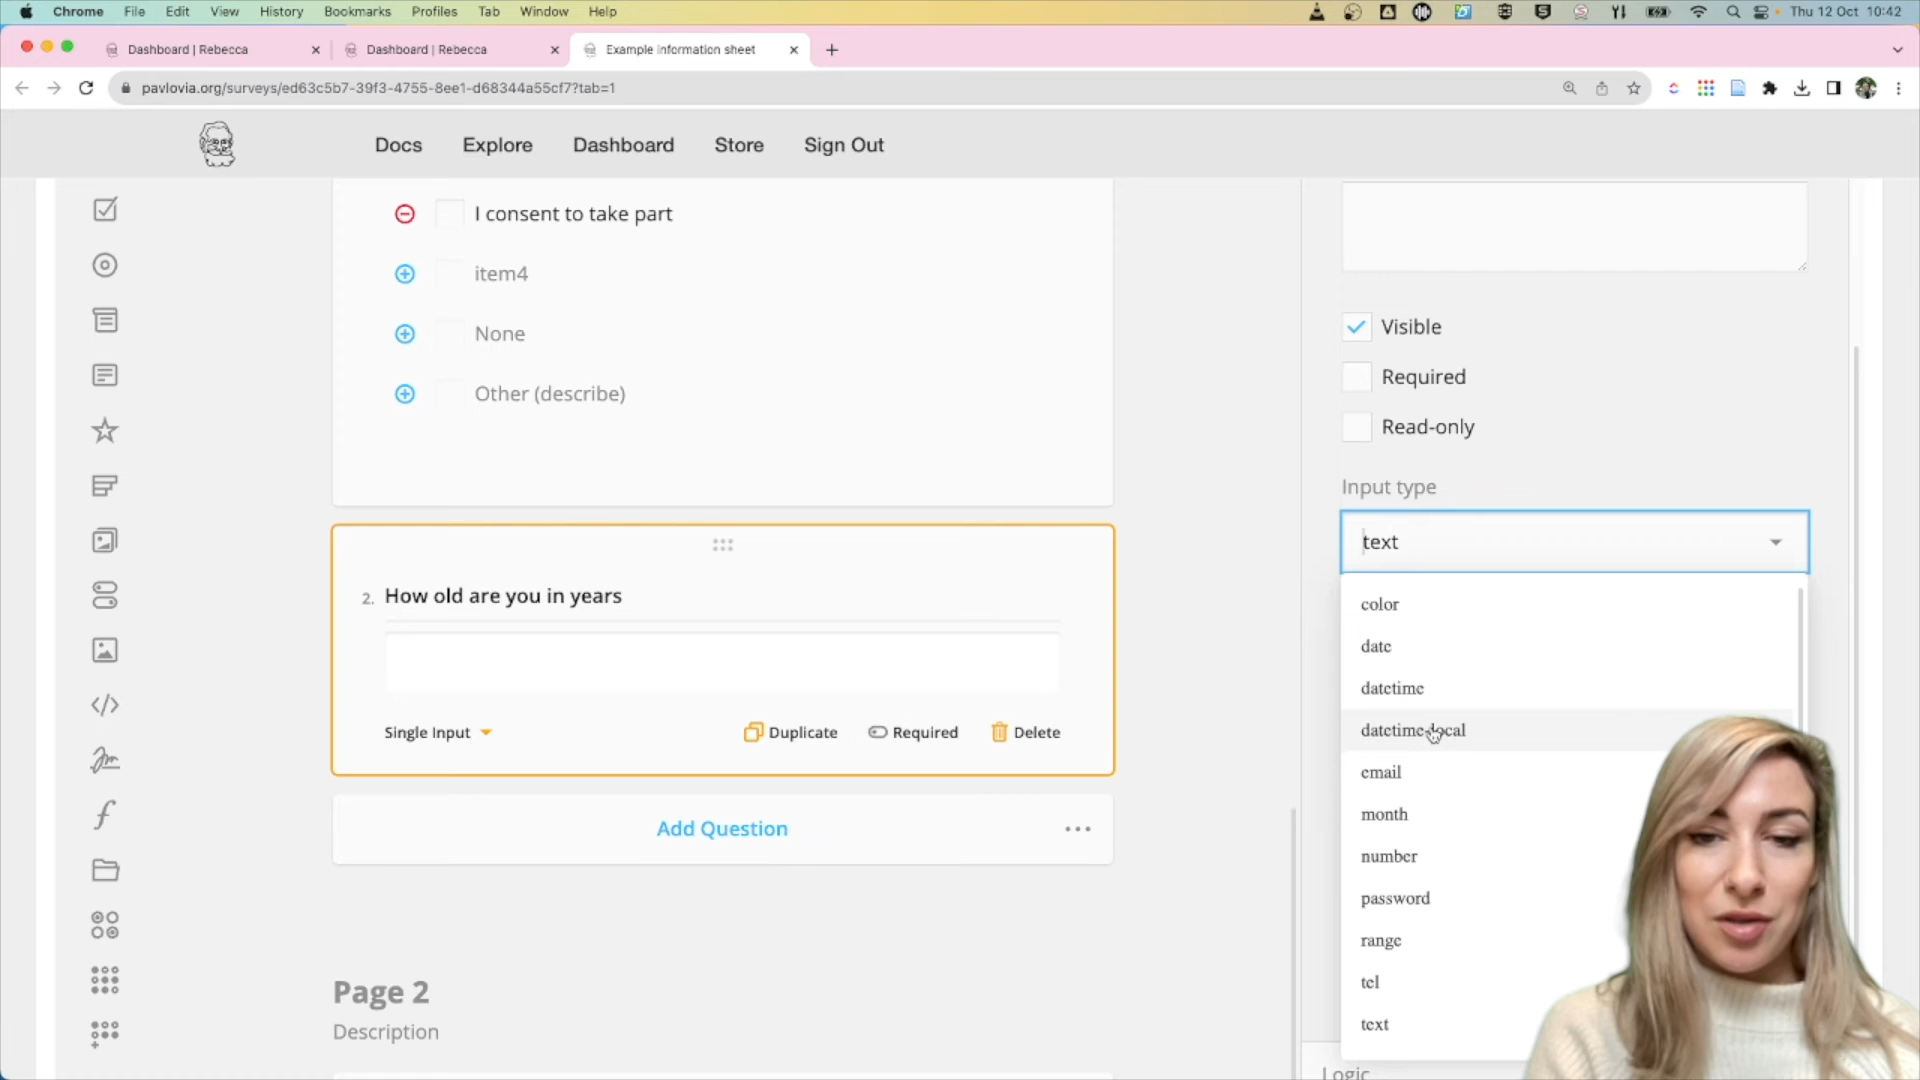 Chrome File Edit View History Bookmarks Profiles Tab Window Help
Thu 12 Oct 10:42
Dashboard | Rebecca
Dashboard | Rebecca
Example information sheet
pavlovia.org/surveys/ed63c5b7-39f3-4755-8ee1-d68344a55cf7?tab=1
Docs Explore Dashboard Store Sign Out
I consent to take part
item4
None
Other (describe)
2. How old are you in years
Single Input Duplicate Required Delete
Add Question
Page 2
Description
Visible
Required
Read-only
Input type
text
color
date
datetime
datetime-local
email
month
number
password
range
tel
text
Logic